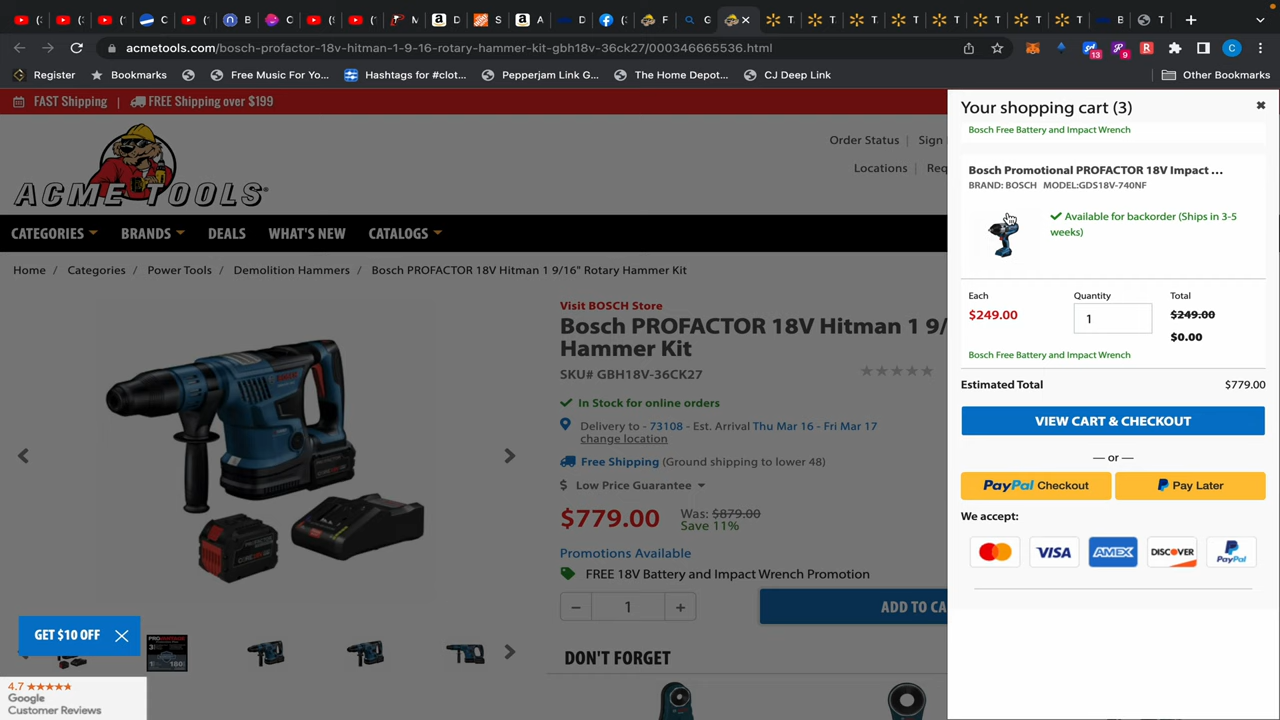 D
S
A
D
(
F
G
T
T
T
T
T
T
T
T
T
acmetools.com/bosch-profactor-18v-hitman-1-9-16-rotary-hammer-kit-gbh18v-36ck27/000346665536.html
13
9
C
Register
Bookmarks
Free Music For Yo...
Hashtags for #clot...
Pepperjam Link G...
The Home Depot...
CJ Deep Link
Other Bookmarks
FAST Shipping | FREE Shipping over $199
ACME TOOLS
Order Status
Sign
Locations
Req
CATEGORIES
BRANDS
DEALS
WHAT'S NEW
CATALOGS
Home / Categories / Power Tools / Demolition Hammers / Bosch PROFACTOR 18V Hitman 1 9/16" Rotary Hammer Kit
Visit BOSCH Store
Bosch PROFACTOR 18V Hitman 1 9/
Hammer Kit
SKU# GBH18V-36CK27
In Stock for online orders
Delivery to - 73108 - Est. Arrival Thu Mar 16 - Fri Mar 17
change location
Free Shipping (Ground shipping to lower 48)
$ Low Price Guarantee
$779.00
Was: $879.00
Save 11%
Promotions Available
FREE 18V Battery and Impact Wrench Promotion
− 1 +
ADD TO CA
DON'T FORGET
GET $10 OFF
4.7
Google
Customer Reviews
Your shopping cart (3)
Bosch Free Battery and Impact Wrench
Bosch Promotional PROFACTOR 18V Impact ...
BRAND: BOSCH MODEL:GDS18V-740NF
Available for backorder (Ships in 3-5
weeks)
Each
Quantity
Total
$249.00
1
$249.00
$0.00
Bosch Free Battery and Impact Wrench
Estimated Total $779.00
VIEW CART & CHECKOUT
— or —
PayPal Checkout
Pay Later
We accept:
VISA
AMEX
DISCOVER
PayPal